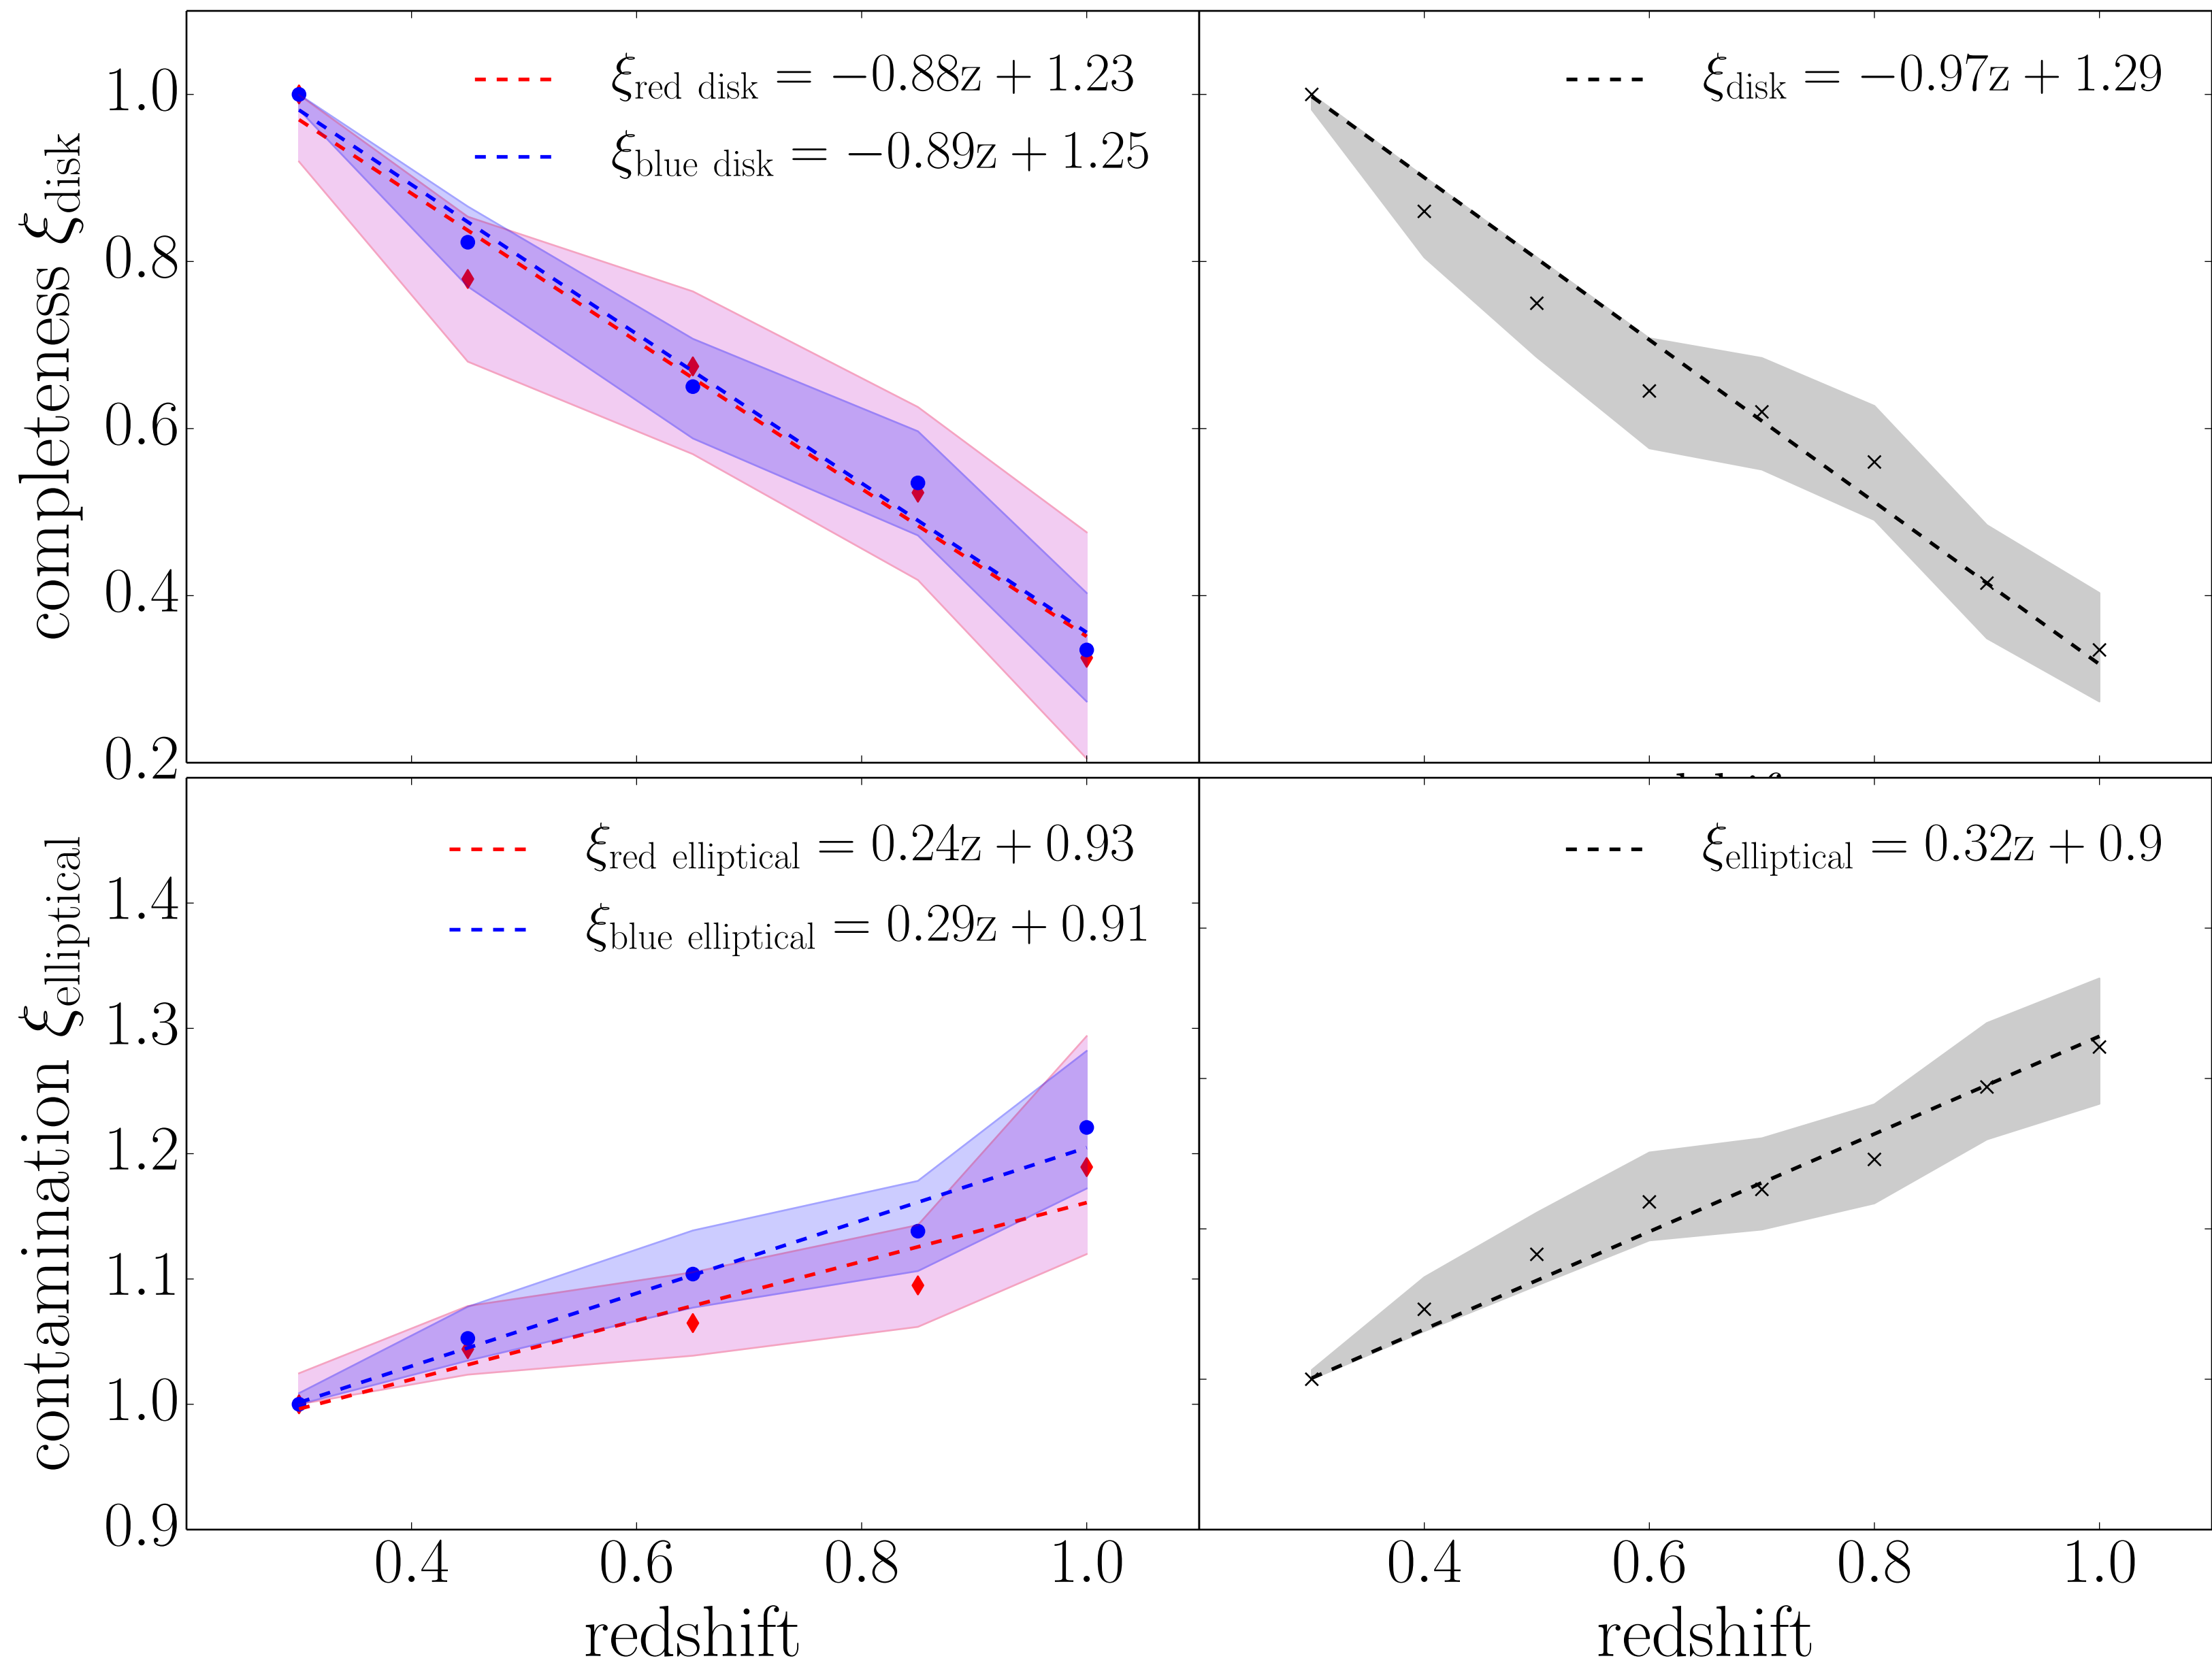 completeness ξdisk
1.0
0.8
0.6
0.4
0.2
ξred disk = −0.88z + 1.23
ξblue disk = −0.89z + 1.25
ξdisk = −0.97z + 1.29
contamination ξelliptical
1.4
1.3
1.2
1.1
1.0
0.9
ξred elliptical = 0.24z + 0.93
ξblue elliptical = 0.29z + 0.91
ξelliptical = 0.32z + 0.9
0.4 0.6 0.8 1.0
0.4 0.6 0.8 1.0
redshift
redshift